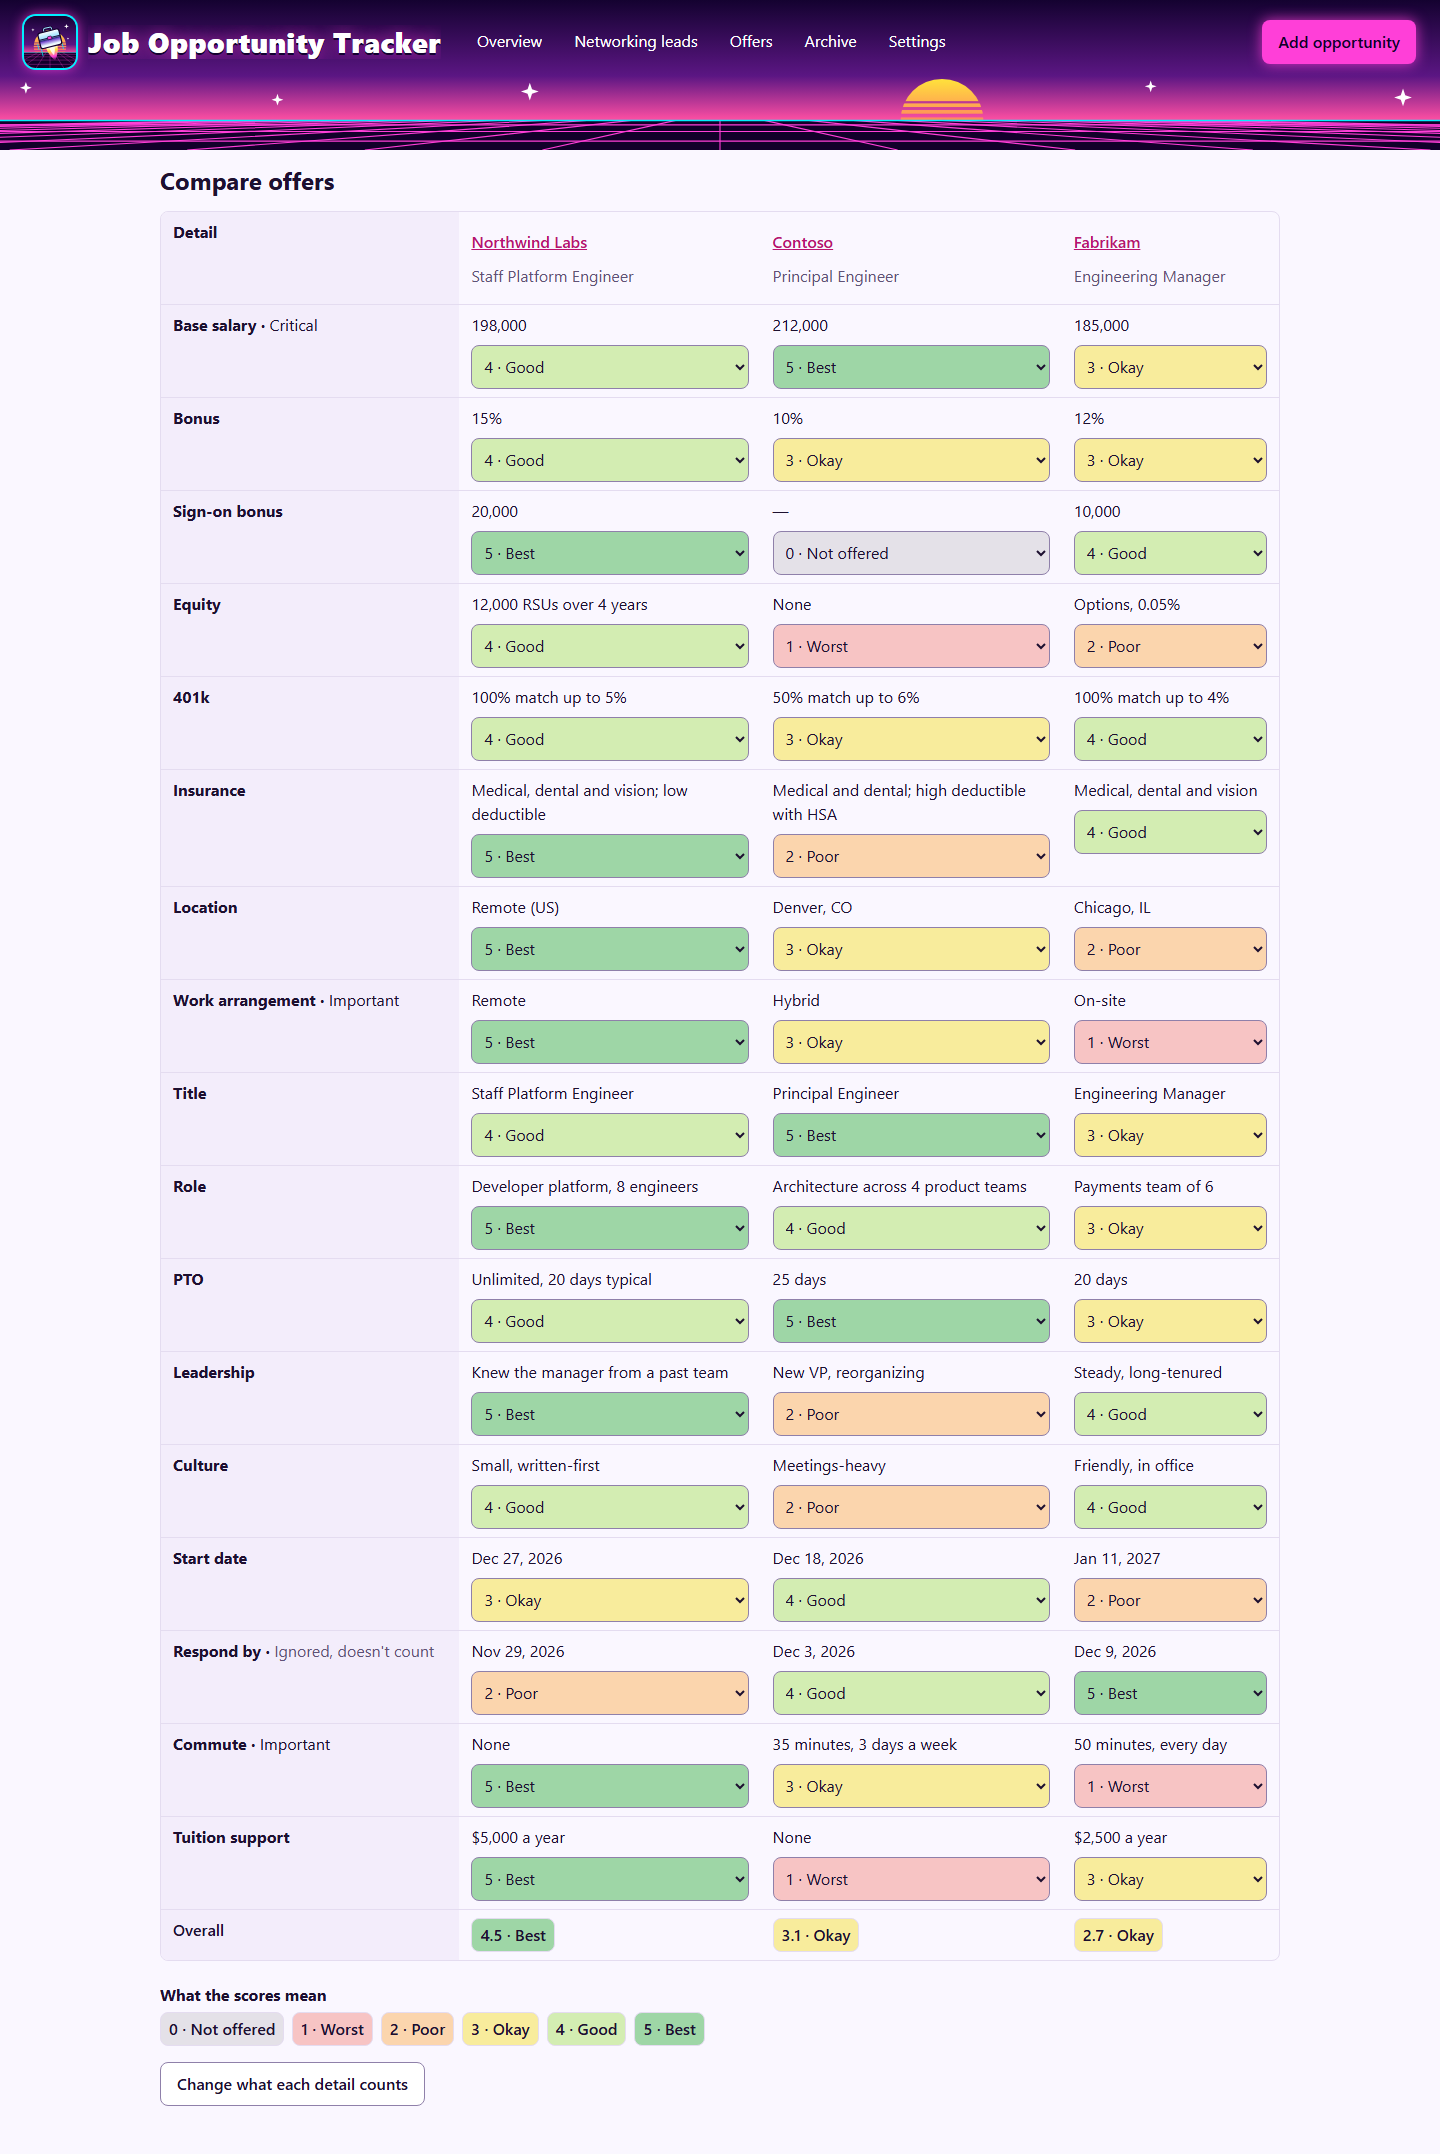 Job Opportunity Tracker
Overview
Networking leads
Offers
Archive
Settings
Add opportunity
Compare offers
Detail
Northwind Labs
Contoso
Fabrikam
Staff Platform Engineer
Principal Engineer
Engineering Manager
Base salary · Critical
198,000
212,000
185,000
4 · Good
5 · Best
3 · Okay
Bonus
15%
10%
12%
4 · Good
3 · Okay
3 · Okay
Sign-on bonus
20,000
—
10,000
5 · Best
0 · Not offered
4 · Good
Equity
12,000 RSUs over 4 years
None
Options, 0.05%
4 · Good
1 · Worst
2 · Poor
401k
100% match up to 5%
50% match up to 6%
100% match up to 4%
4 · Good
3 · Okay
4 · Good
Insurance
Medical, dental and vision; low
deductible
Medical and dental; high deductible
with HSA
Medical, dental and vision
5 · Best
2 · Poor
4 · Good
Location
Remote (US)
Denver, CO
Chicago, IL
5 · Best
3 · Okay
2 · Poor
Work arrangement · Important
Remote
Hybrid
On-site
5 · Best
3 · Okay
1 · Worst
Title
Staff Platform Engineer
Principal Engineer
Engineering Manager
4 · Good
5 · Best
3 · Okay
Role
Developer platform, 8 engineers
Architecture across 4 product teams
Payments team of 6
5 · Best
4 · Good
3 · Okay
PTO
Unlimited, 20 days typical
25 days
20 days
4 · Good
5 · Best
3 · Okay
Leadership
Knew the manager from a past team
New VP, reorganizing
Steady, long-tenured
5 · Best
2 · Poor
4 · Good
Culture
Small, written-first
Meetings-heavy
Friendly, in office
4 · Good
2 · Poor
4 · Good
Start date
Dec 27, 2026
Dec 18, 2026
Jan 11, 2027
3 · Okay
4 · Good
2 · Poor
Respond by · Ignored, doesn't count
Nov 29, 2026
Dec 3, 2026
Dec 9, 2026
2 · Poor
4 · Good
5 · Best
Commute · Important
None
35 minutes, 3 days a week
50 minutes, every day
5 · Best
3 · Okay
1 · Worst
Tuition support
$5,000 a year
None
$2,500 a year
5 · Best
1 · Worst
3 · Okay
Overall
4.5 · Best
3.1 · Okay
2.7 · Okay
What the scores mean
0 · Not offered
1 · Worst
2 · Poor
3 · Okay
4 · Good
5 · Best
Change what each detail counts